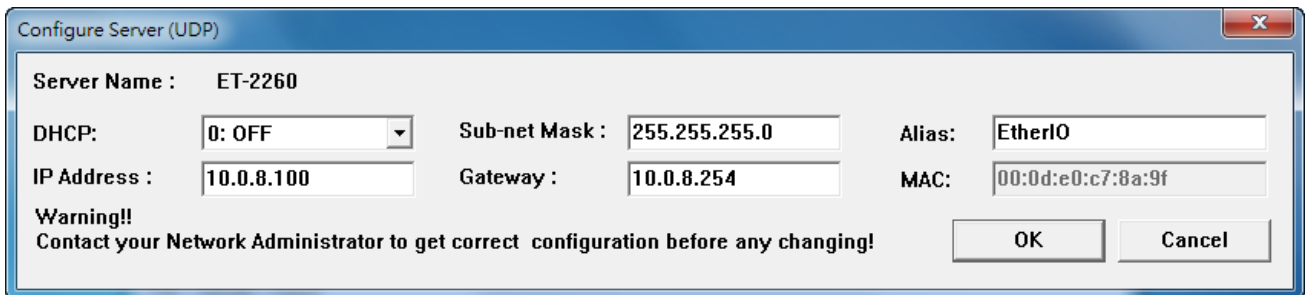 Configure Server (UDP)
Server Name : ET-2260
DHCP: 0: OFF Sub-net Mask : 255.255.255.0 Alias: EtherIO
IP Address : 10.0.8.100 Gateway : 10.0.8.254 MAC: 00:0d:e0:c7:8a:9f
Warning!!
Contact your Network Administrator to get correct configuration before any changing!
OK Cancel